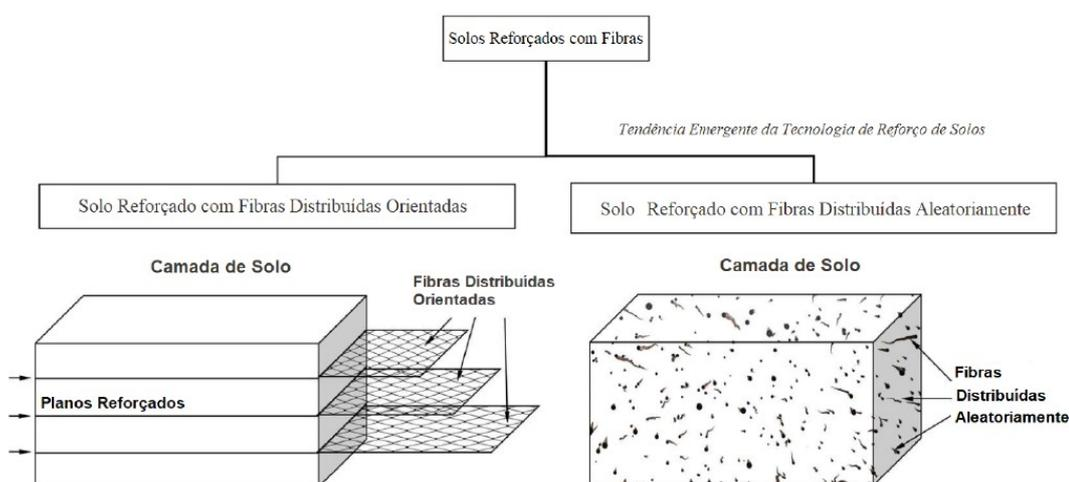 Solos Reforçados com Fibras
Tendência Emergente da Tecnologia de Reforço de Solos
Solo Reforçado com Fibras Distribuídas Orientadas
Solo Reforçado com Fibras Distribuídas Aleatoriamente
Camada de Solo
Fibras Distribuidas
Orientadas
Planos Reforçados
Camada de Solo
Fibras
Distribuídas
Aleatoriamente